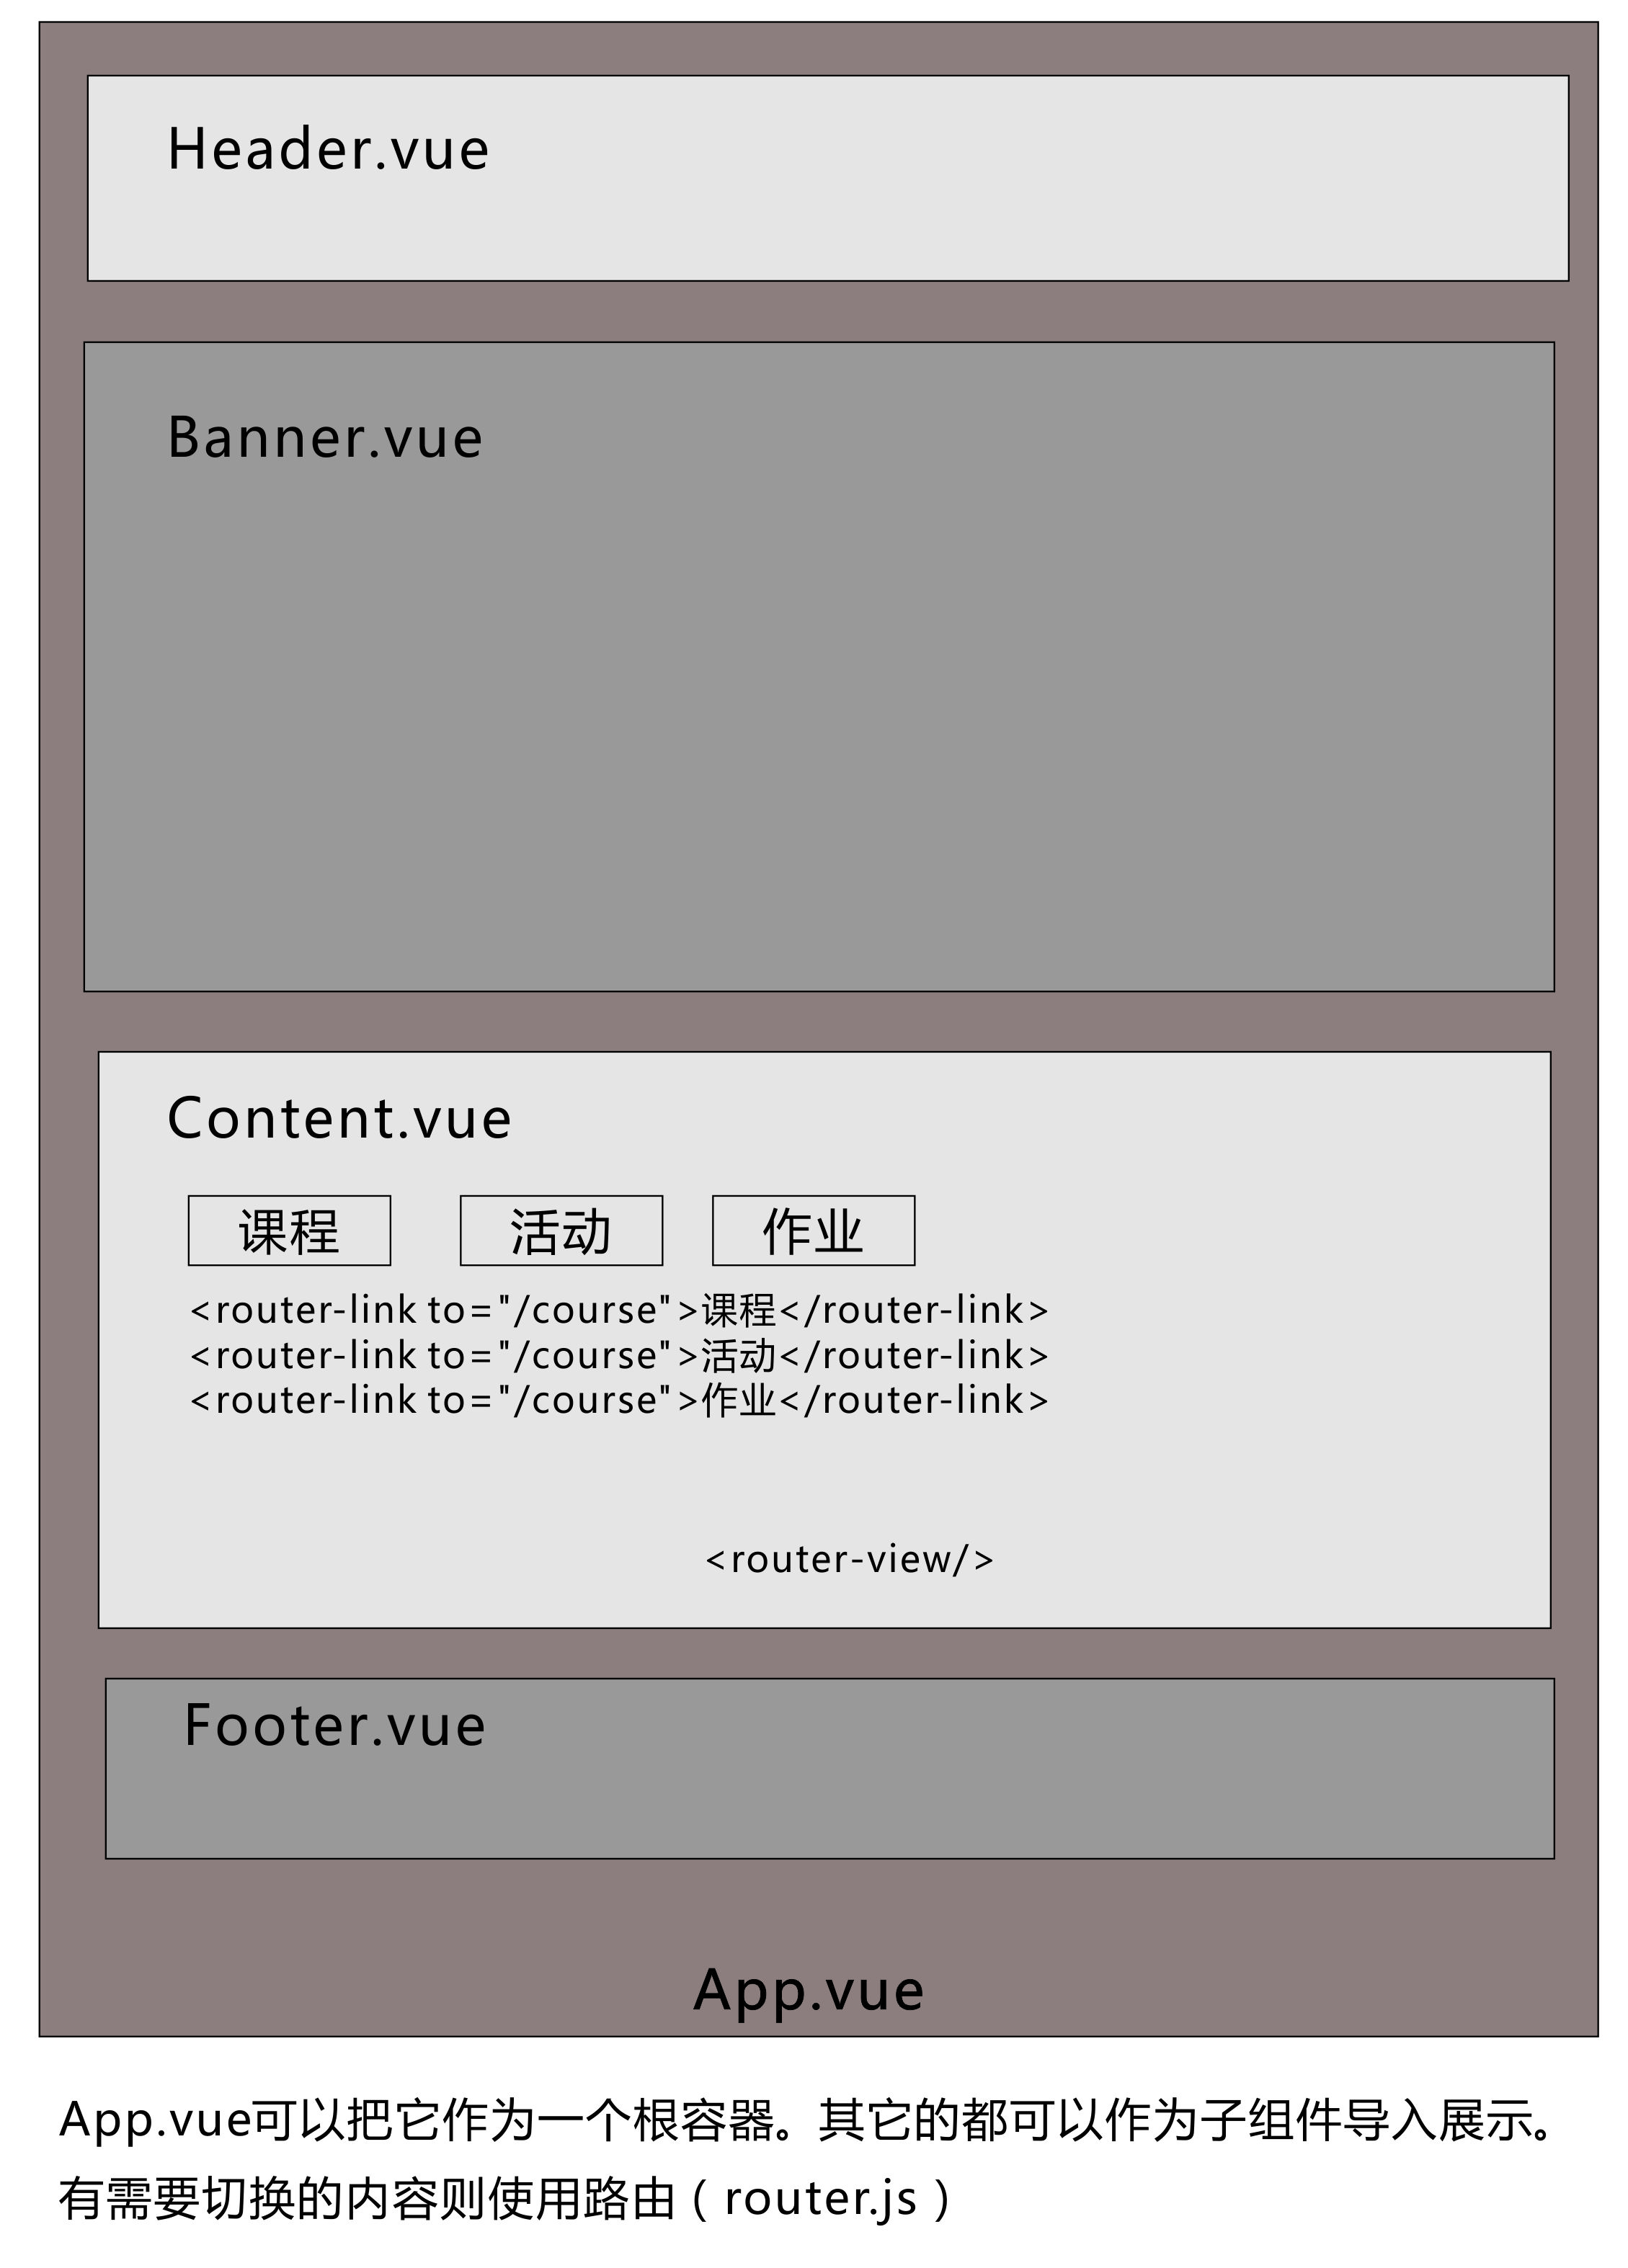 Header.vue
Banner.vue
Content.vue
课程 活动 作业
<router-link to="/course">课程</router-link>
<router-link to="/course">活动</router-link>
<router-link to="/course">作业</router-link>
<router-view/>
Footer.vue
App.vue
App.vue可以把它作为一个根容器。其它的都可以作为子组件导入展示。
有需要切换的内容则使用路由（router.js）